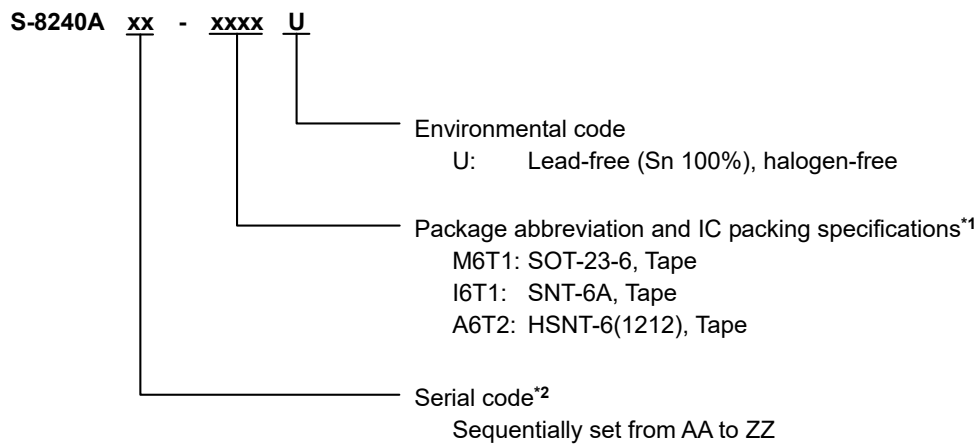 S-8240A xx - xxxx U
Environmental code
U: Lead-free (Sn 100%), halogen-free
Package abbreviation and IC packing specifications*1
M6T1: SOT-23-6, Tape
I6T1: SNT-6A, Tape
A6T2: HSNT-6(1212), Tape
Serial code*2
Sequentially set from AA to ZZ